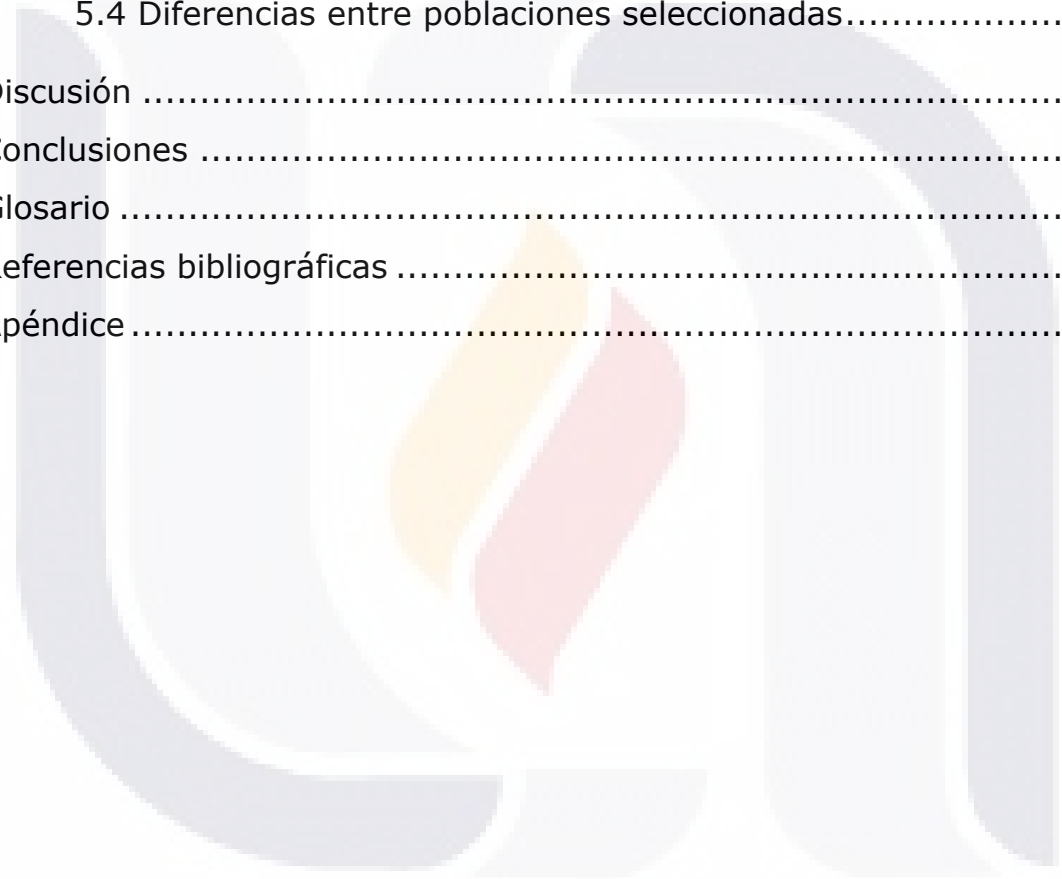 5.4 Diferencias entre poblaciones seleccionadas....................
Discusión ................................................................................
Conclusiones ...........................................................................
Glosario ...................................................................................
Referencias bibliográficas ........................................................
Apéndice..................................................................................